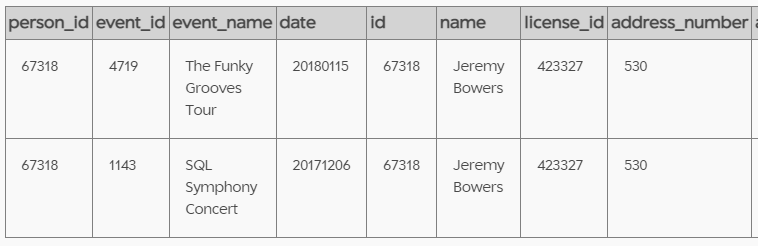 person_id event_id event_name date id name license_id address_number
67318 4719 The Funky 20180115 67318 Jeremy 423327 530
Grooves Bowers
Tour
67318 1143 SQL 20171206 67318 Jeremy 423327 530
Symphony Bowers
Concert